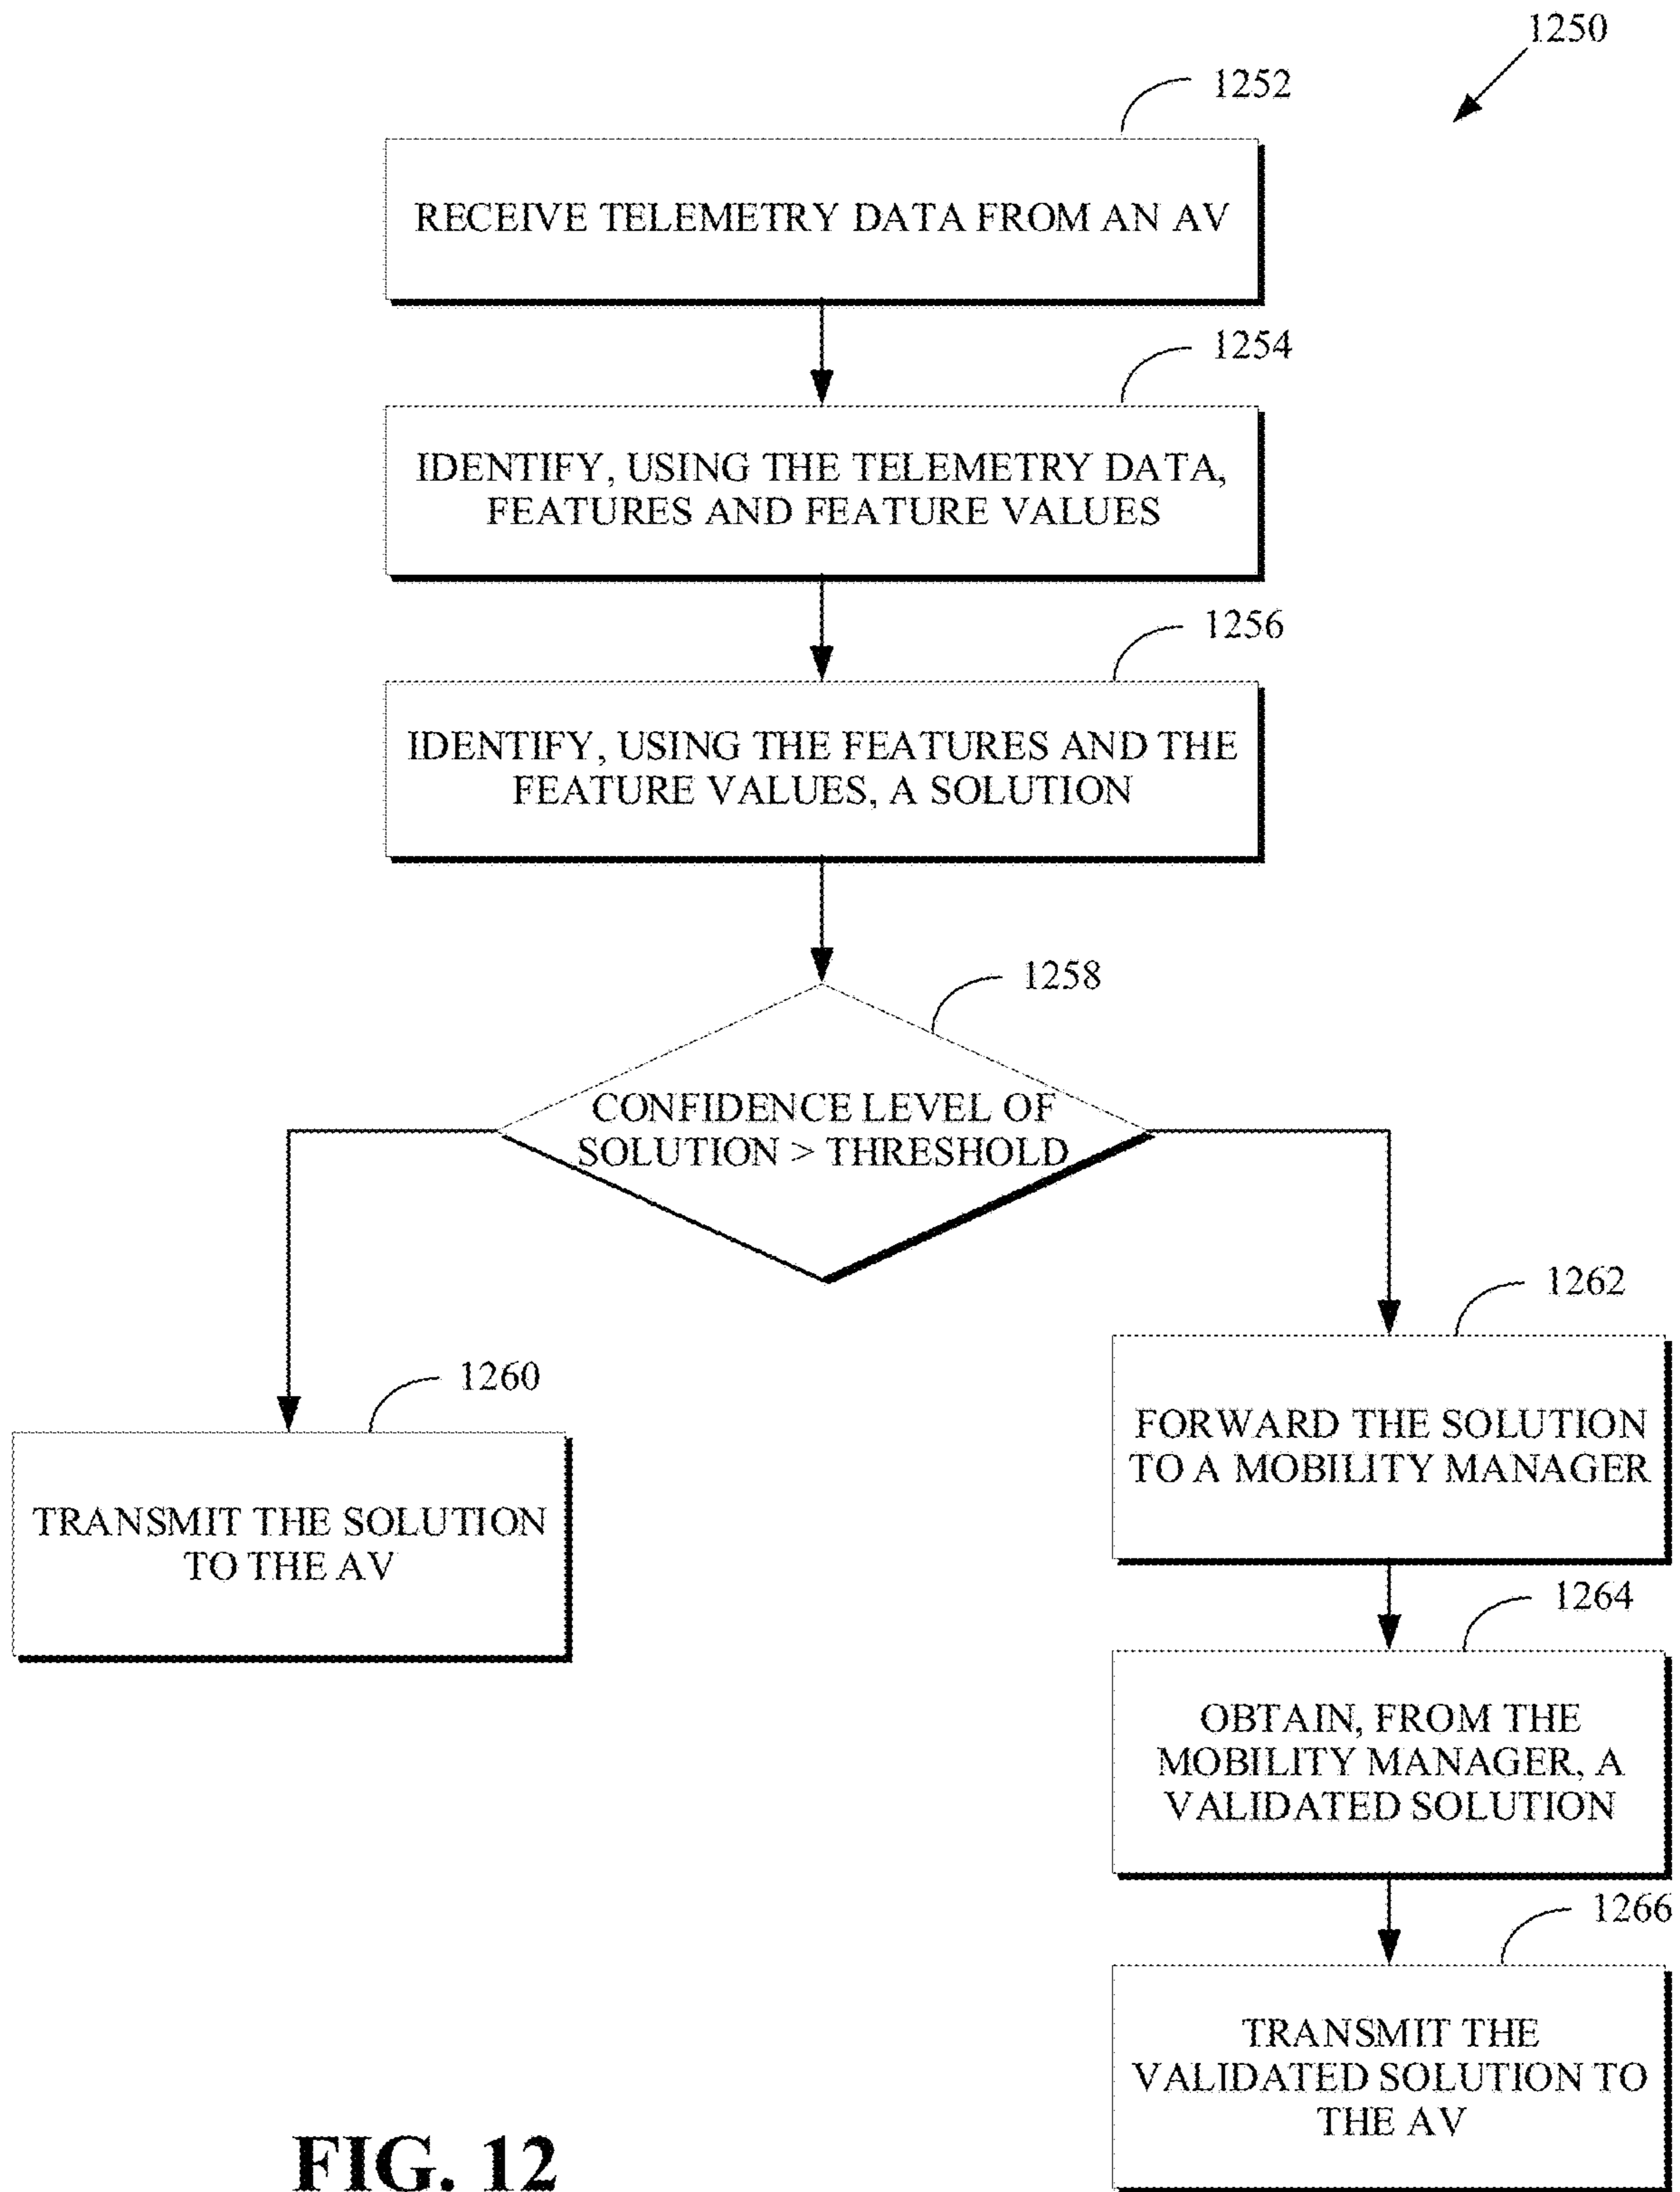 1250
1252
RECEIVE TELEMETRY DATA FROM AN AV
1254
IDENTIFY, USING THE TELEMETRY DATA,
FEATURES AND FEATURE VALUES
1256
IDENTIFY, USING THE FEATURES AND THE
FEATURE VALUES, A SOLUTION
1258
CONFIDENCE LEVEL OF
SOLUTION > THRESHOLD
1260
TRANSMIT THE SOLUTION
TO THE AV
1262
FORWARD THE SOLUTION
TO A MOBILITY MANAGER
1264
OBTAIN, FROM THE
MOBILITY MANAGER, A
VALIDATED SOLUTION
1266
TRANSMIT THE
VALIDATED SOLUTION TO
THE AV
FIG. 12